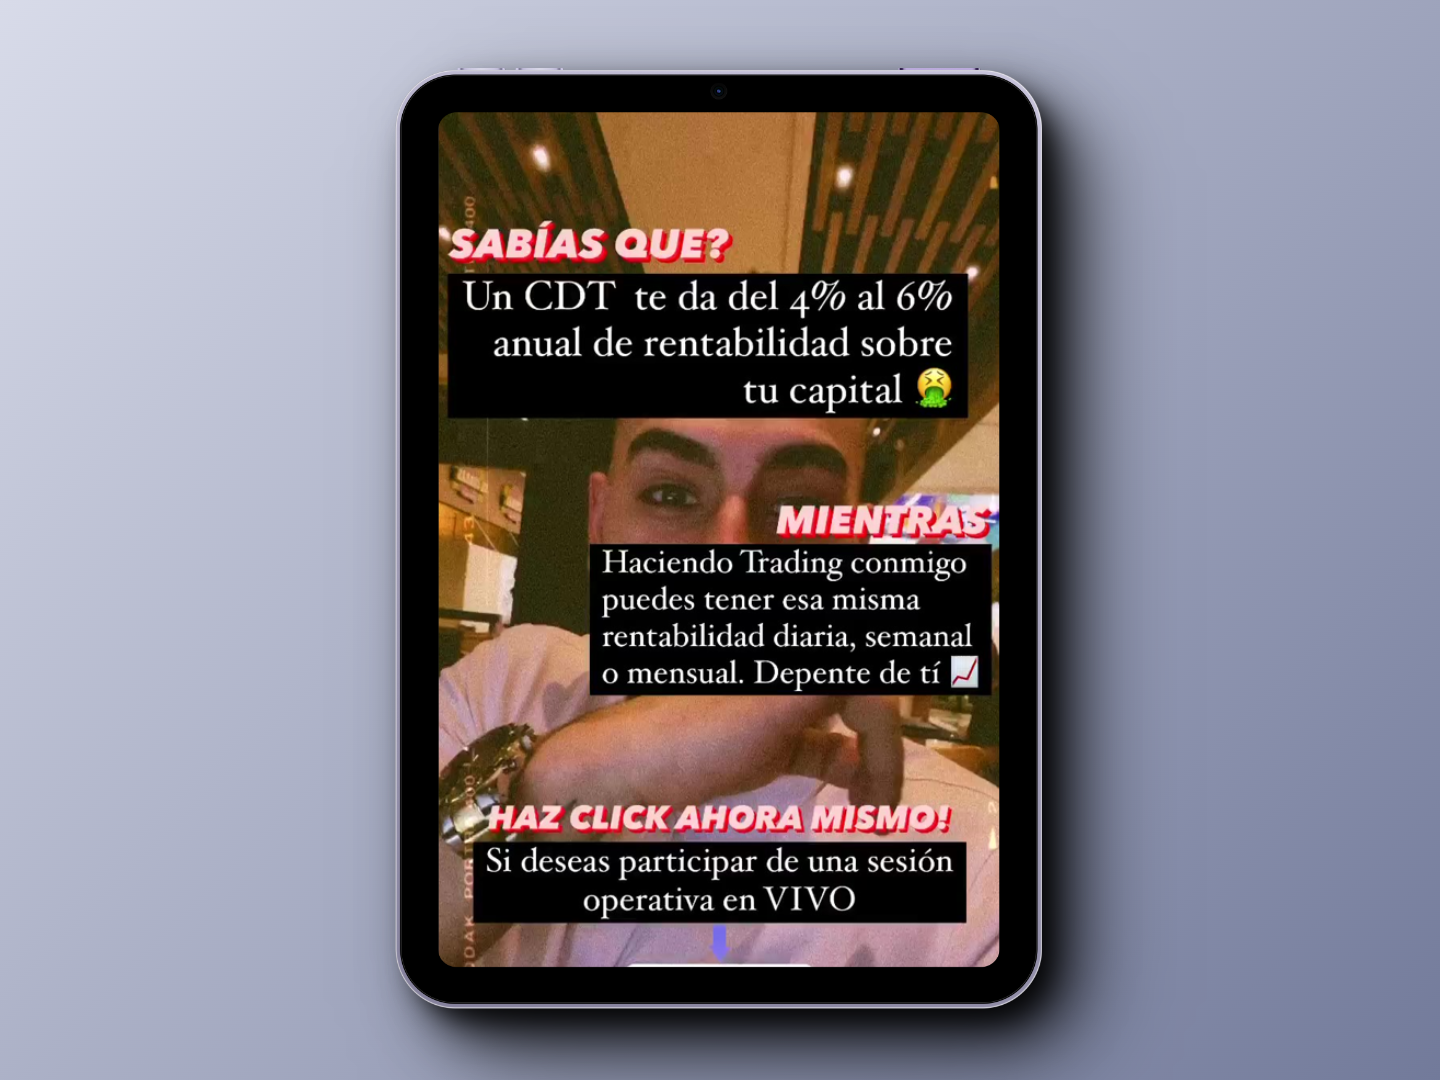 SABÍAS QUE?
Un CDT te da del 4% al 6%
anual de rentabilidad sobre
tu capital 🤮
MIENTRAS
Haciendo Trading conmigo
puedes tener esa misma
rentabilidad diaria, semanal
o mensual. Depente de tí 📈
HAZ CLICK AHORA MISMO!
Si deseas participar de una sesión
operativa en VIVO